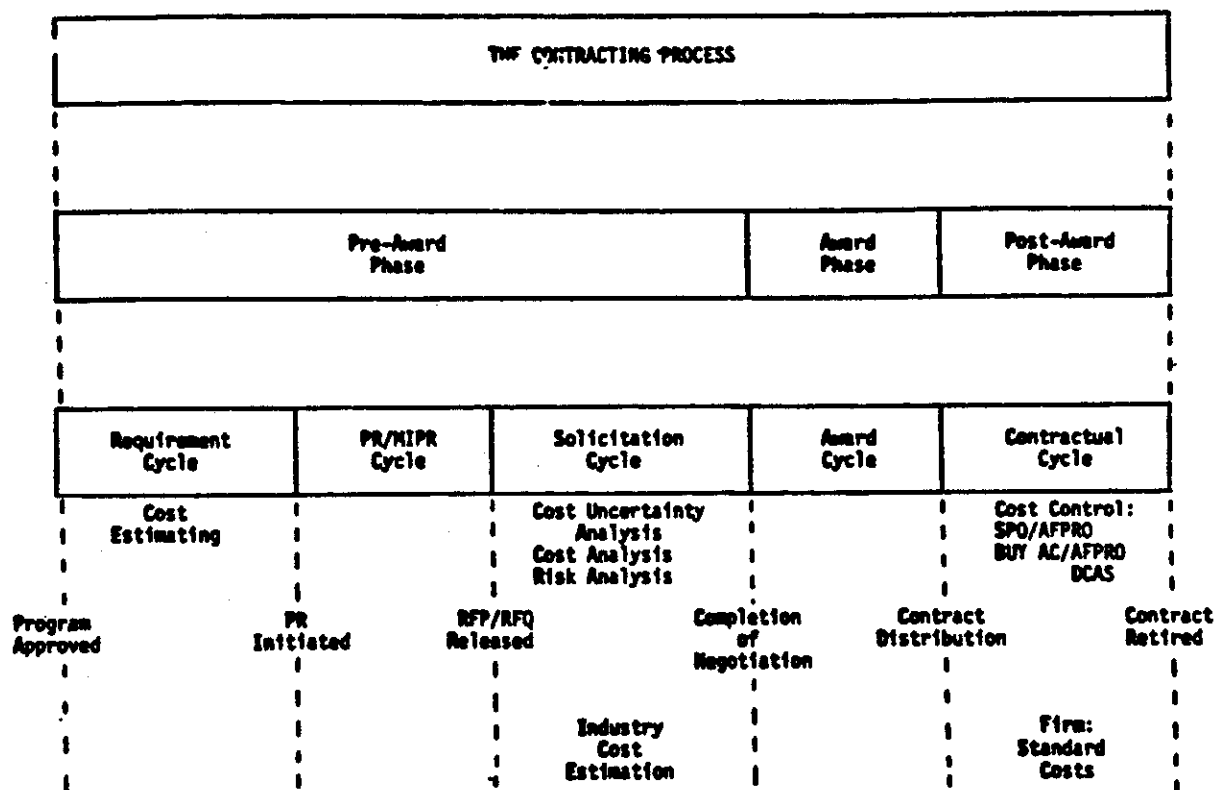 THE CONTRACTING PROCESS
Pre-Award
Phase
Award
Phase
Post-Award
Phase
Requirement
Cycle
PR/MIPR
Cycle
Solicitation
Cycle
Award
Cycle
Contractual
Cycle
Cost
Estimating
Cost Uncertainty
Analysis
Cost Analysis
Risk Analysis
Cost Control:
SPO/AFPRO
BUY AC/AFPRO
DCAS
Program
Approved
PR
Initiated
RFP/RFQ
Released
Completion
of
Negotiation
Contract
Distribution
Contract
Retired
Industry
Cost
Estimation
Firm:
Standard
Costs